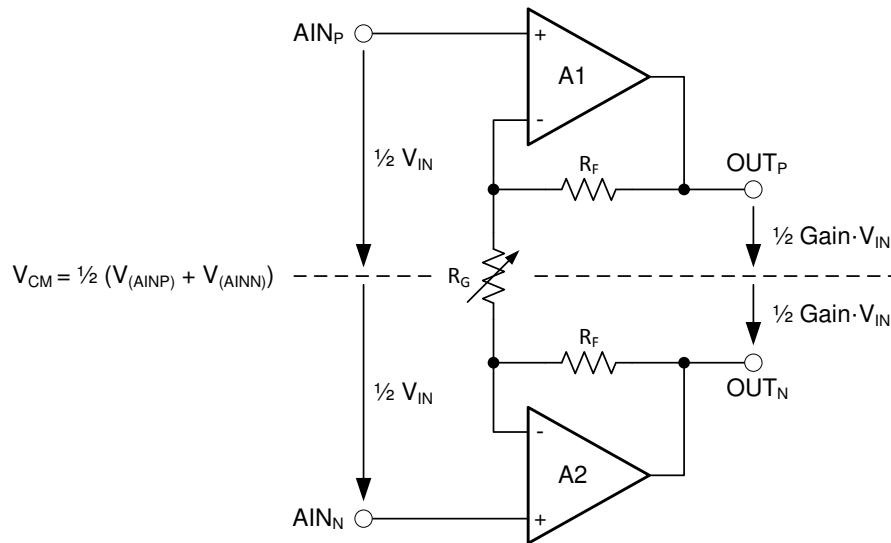 AINP
+
A1
-
½ VIN
RF
OUTP
½ Gain·VIN
VCM = ½ (V(AINP) + V(AINN))
RG
½ Gain·VIN
RF
OUTN
½ VIN
-
A2
AINN
+